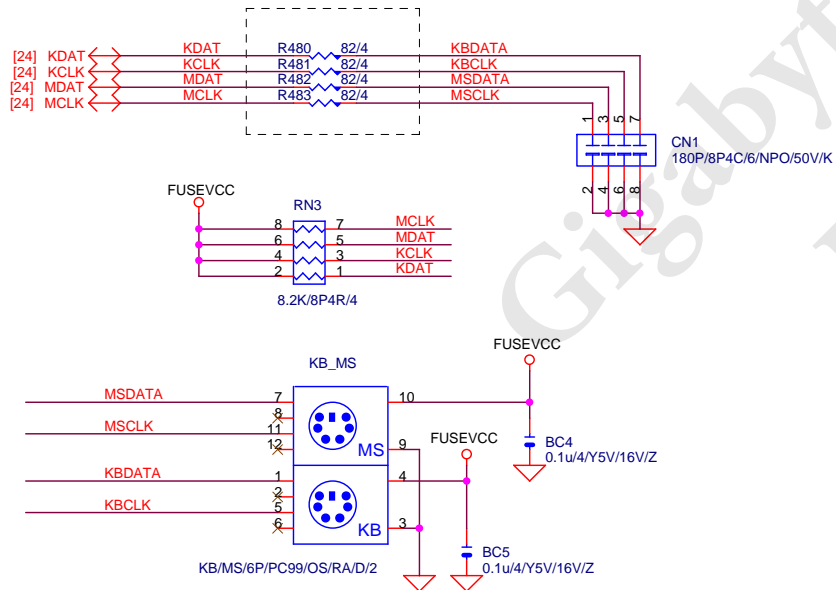 [24] KDAT KDAT R480 82/4 KBDATA
[24] KCLK KCLK R481 82/4 KBCLK
[24] MDAT MDAT R482 82/4 MSDATA
[24] MCLK MCLK R483 82/4 MSCLK
1 3 5 7
CN1
180P/8P4C/6/NPO/50V/K
2 4 6 8
FUSEVCC
RN3
8 7 MCLK
6 5 MDAT
4 3 KCLK
2 1 KDAT
8.2K/8P4R/4
Gigabyt
FUSEVCC
KB_MS
MSDATA 7 10
8
MSCLK 11
12 MS 9
FUSEVCC
BC4
0.1u/4/Y5V/16V/Z
KBDATA 1 4
2
KBCLK 5
6 KB 3
BC5
0.1u/4/Y5V/16V/Z
KB/MS/6P/PC99/OS/RA/D/2